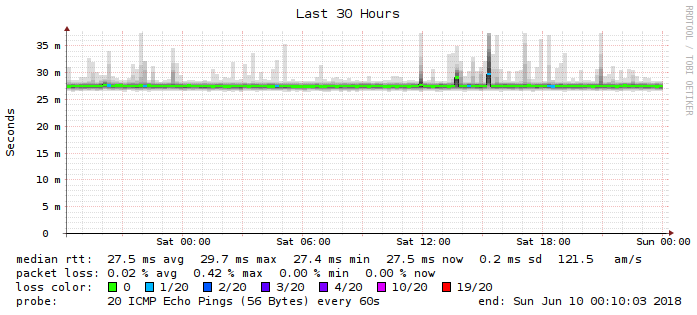 Last 30 Hours
RRDTOOL / TOBI OETIKER
Seconds
35 m
30 m
25 m
20 m
15 m
10 m
5 m
0
Sat 00:00 Sat 06:00 Sat 12:00 Sat 18:00 Sun 00:00
median rtt: 27.5 ms avg 29.7 ms max 27.4 ms min 27.5 ms now 0.2 ms sd 121.5 am/s
packet loss: 0.02 % avg 0.42 % max 0.00 % min 0.00 % now
loss color: 0 1/20 2/20 3/20 4/20 10/20 19/20
probe: 20 ICMP Echo Pings (56 Bytes) every 60s end: Sun Jun 10 00:10:03 2018